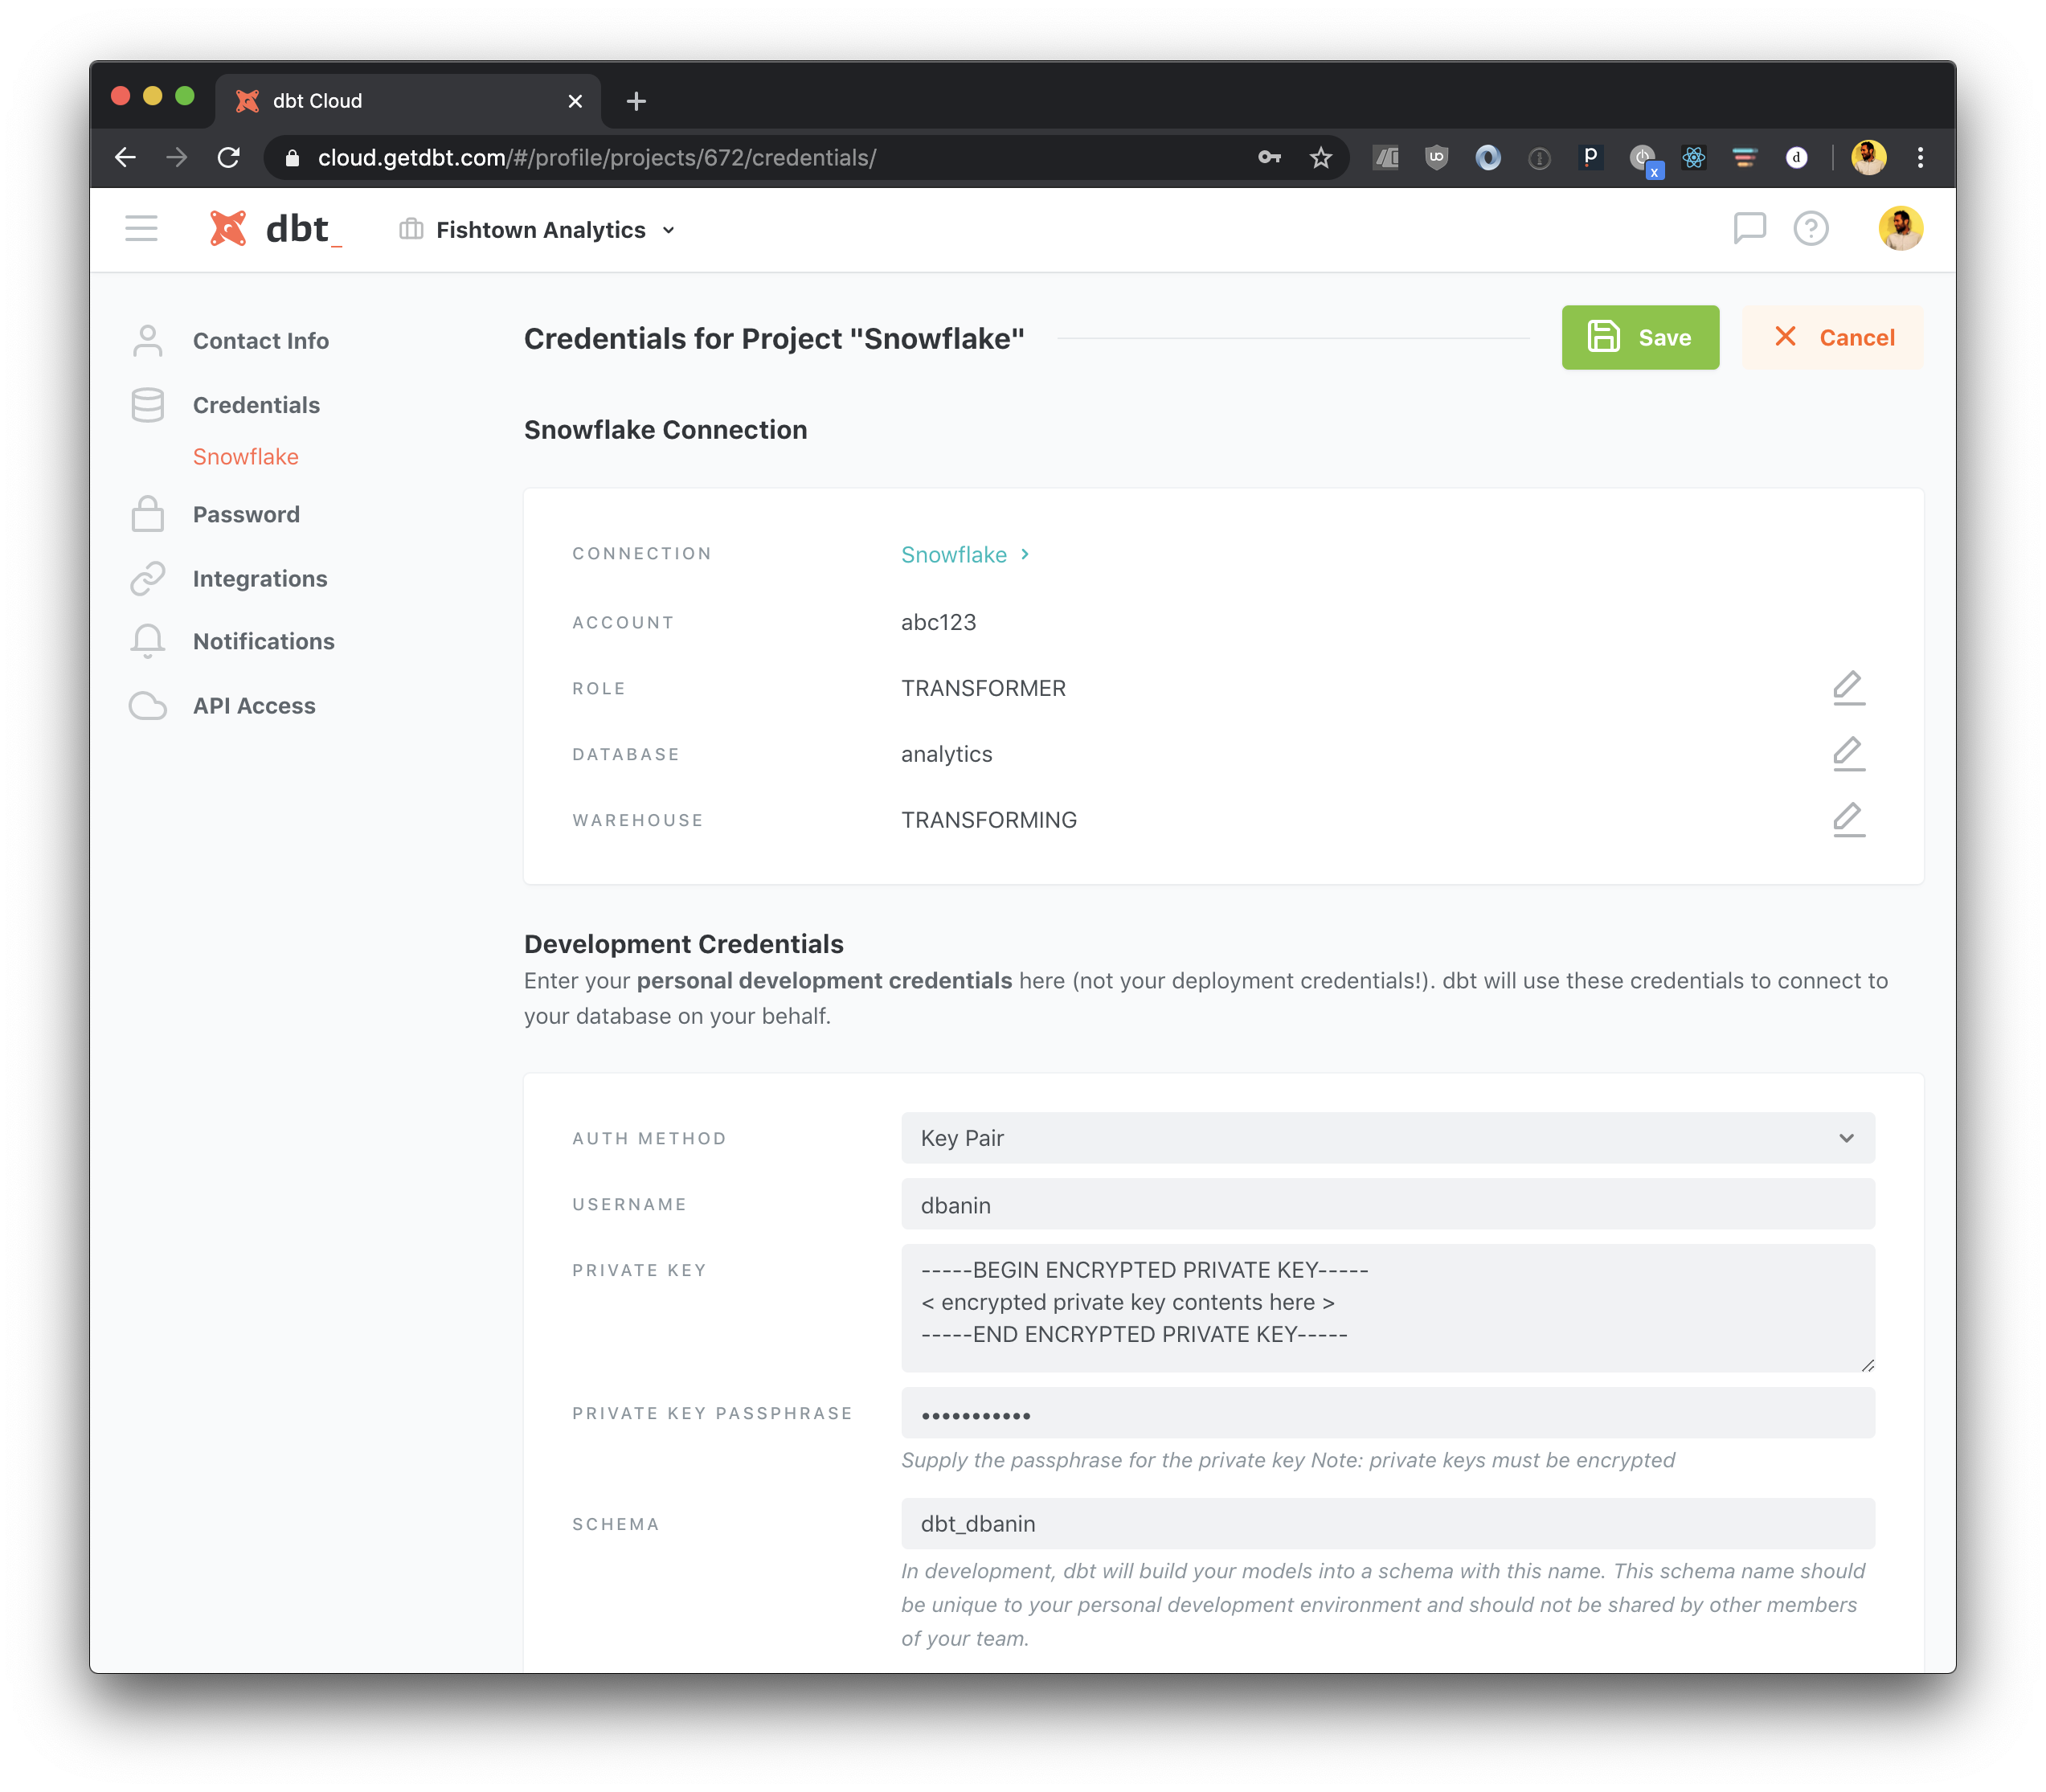 dbt Cloud
cloud.getdbt.com/#/profile/projects/672/credentials/
dbt_
Fishtown Analytics
Contact Info
Credentials
Snowflake
Password
Integrations
Notifications
API Access
Credentials for Project "Snowflake"
Save
Cancel
Snowflake Connection
CONNECTION Snowflake
ACCOUNT abc123
ROLE TRANSFORMER
DATABASE analytics
WAREHOUSE TRANSFORMING
Development Credentials
Enter your personal development credentials here (not your deployment credentials!). dbt will use these credentials to connect to
your database on your behalf.
AUTH METHOD Key Pair
USERNAME dbanin
PRIVATE KEY -----BEGIN ENCRYPTED PRIVATE KEY-----
< encrypted private key contents here >
-----END ENCRYPTED PRIVATE KEY-----
PRIVATE KEY PASSPHRASE •••••••••••
Supply the passphrase for the private key Note: private keys must be encrypted
SCHEMA dbt_dbanin
In development, dbt will build your models into a schema with this name. This schema name should
be unique to your personal development environment and should not be shared by other members
of your team.